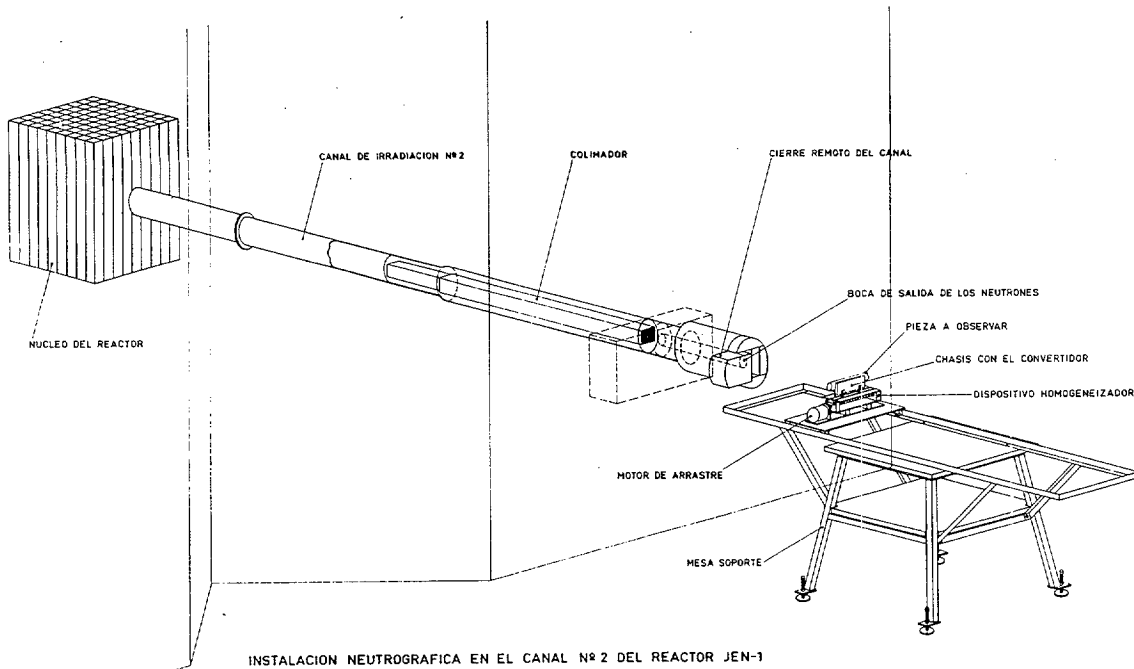 CANAL DE IRRADIACION Nº 2
COLIMADOR
CIERRE REMOTO DEL CANAL
BOCA DE SALIDA DE LOS NEUTRONES
PIEZA A OBSERVAR
NUCLEO DEL REACTOR
CHASIS CON EL CONVERTIDOR
DISPOSITIVO HOMOGENEIZADOR
MOTOR DE ARRASTRE
MESA SOPORTE
INSTALACION NEUTROGRAFICA EN EL CANAL Nº 2 DEL REACTOR JEN-1